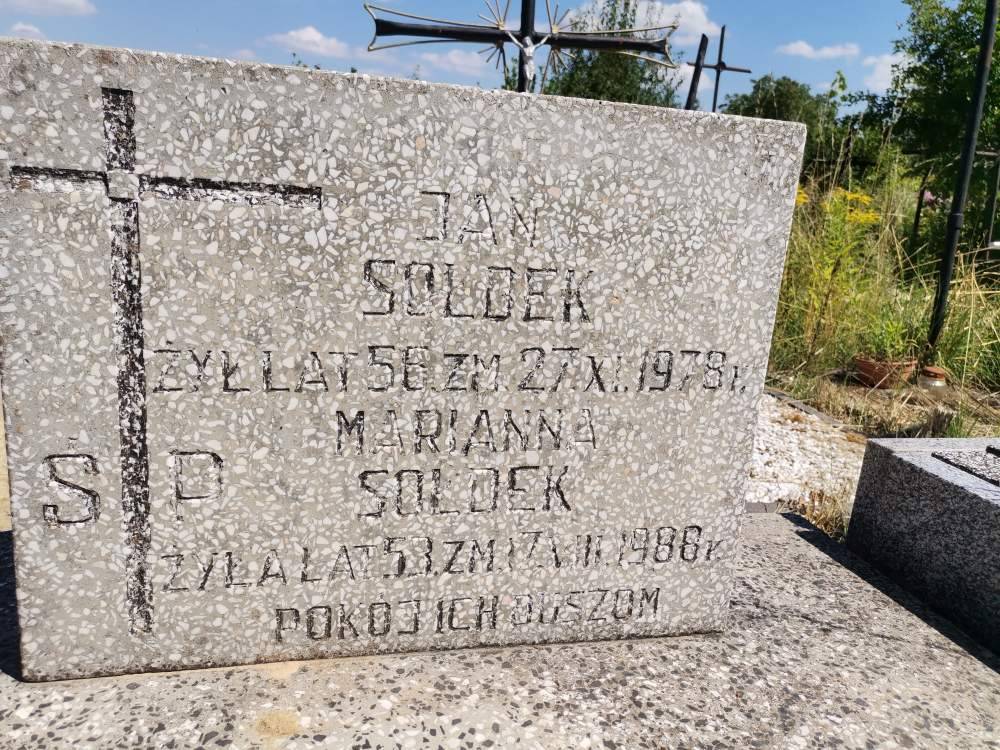 JAN
SOŁDEK
ŻYŁ LAT 56. ZM. 27. XI. 1978 r.
MARIANNA
SOŁDEK
Ś P
ŻYŁA LAT 53 ZM 17. VIII. 1988 r.
POKÓJ ICH DUSZOM